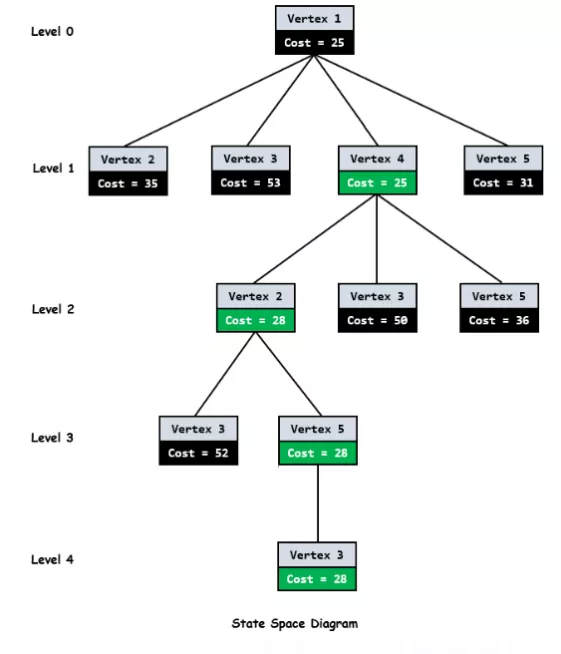 Vertex 1
Level 0
Cost = 25
Vertex 2
Vertex 3
Vertex 4
Vertex 5
Level 1
Cost = 35
Cost = 53
Cost = 25
Cost = 31
Vertex 2
Vertex 3
Vertex 5
Level 2
Cost = 28
Cost = 50
Cost = 36
Vertex 3
Vertex 5
Level 3
Cost = 52
Cost = 28
Vertex 3
Level 4
Cost = 28
State Space Diagram